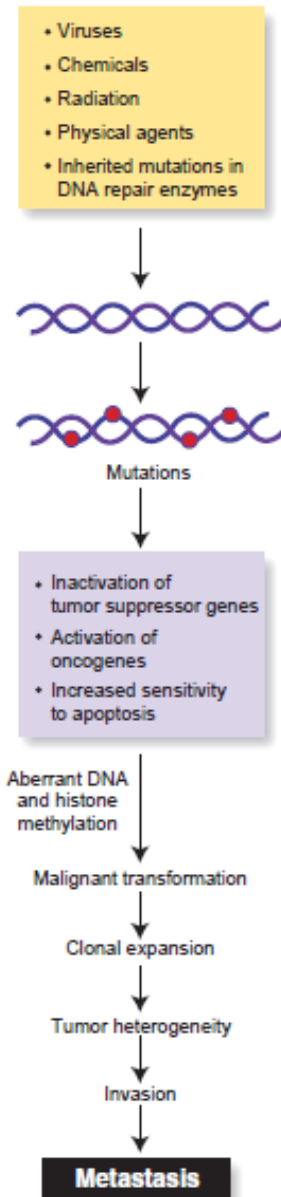 • Viruses
• Chemicals
• Radiation
• Physical agents
• Inherited mutations in
DNA repair enzymes
Mutations
• Inactivation of
tumor suppressor genes
• Activation of
oncogenes
• Increased sensitivity
to apoptosis
Aberrant DNA
and histone
methylation
Malignant transformation
Clonal expansion
Tumor heterogeneity
Invasion
Metastasis